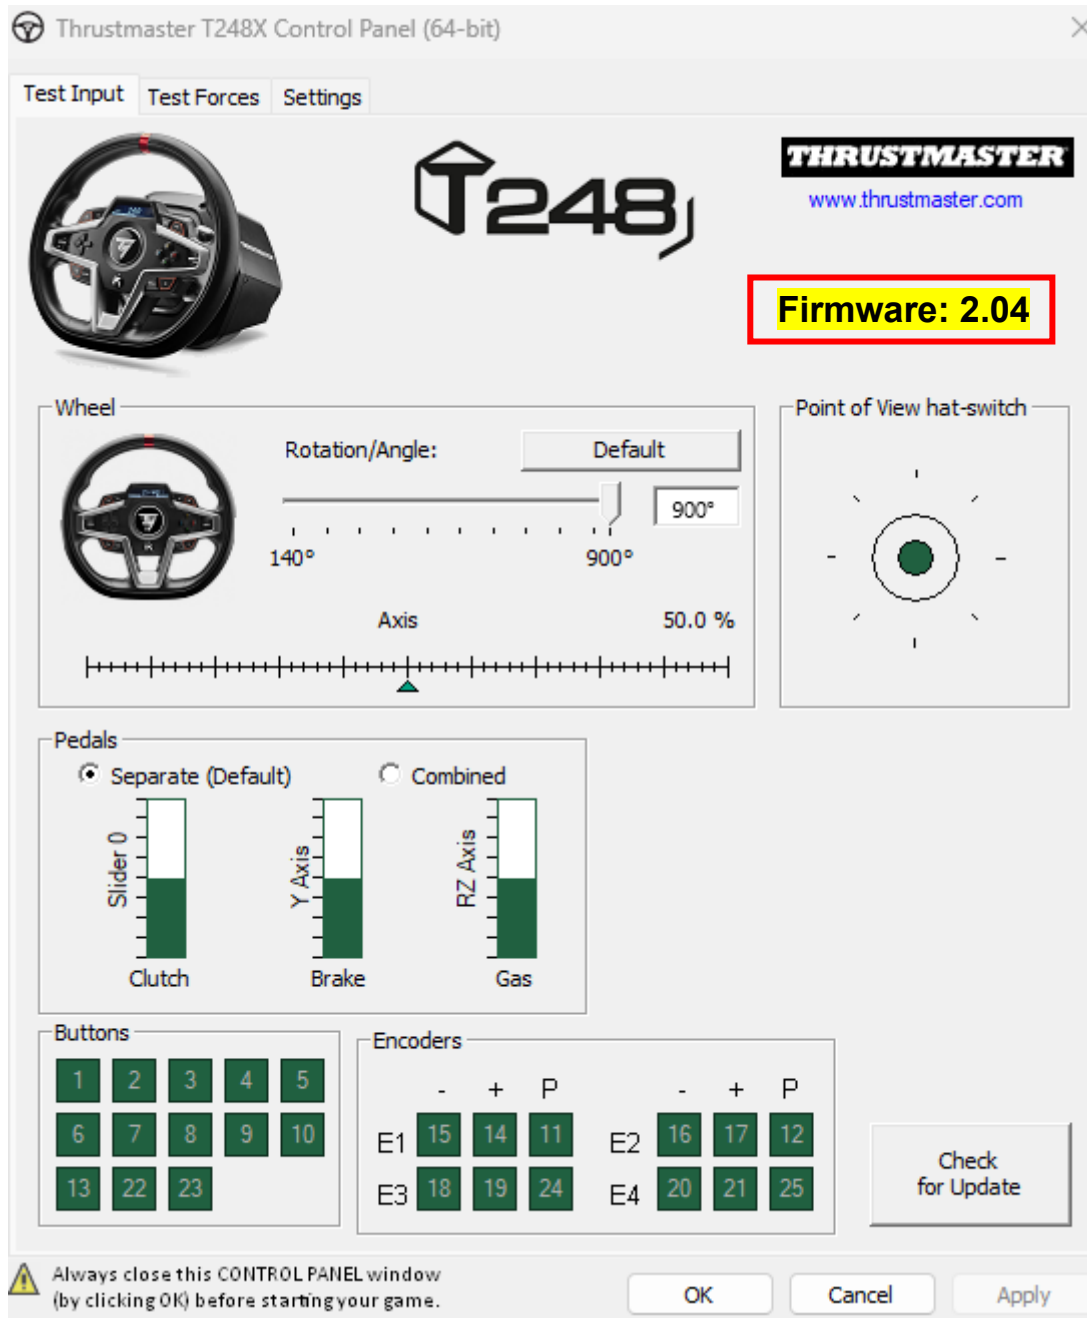 Thrustmaster T248X Control Panel (64-bit)
Test Input Test Forces Settings
T248
THRUSTMASTER
www.thrustmaster.com
Firmware: 2.04
Wheel
Rotation/Angle: Default
900°
140° 900°
Axis 50.0 %
Point of View hat-switch
Pedals
Separate (Default) Combined
Slider 0 Y Axis RZ Axis
Clutch Brake Gas
Buttons
1 2 3 4 5
6 7 8 9 10
13 22 23
Encoders
- + P - + P
E1 15 14 11 E2 16 17 12
E3 18 19 24 E4 20 21 25
Check
for Update
Always close this CONTROL PANEL window
(by clicking OK) before starting your game.
OK Cancel Apply